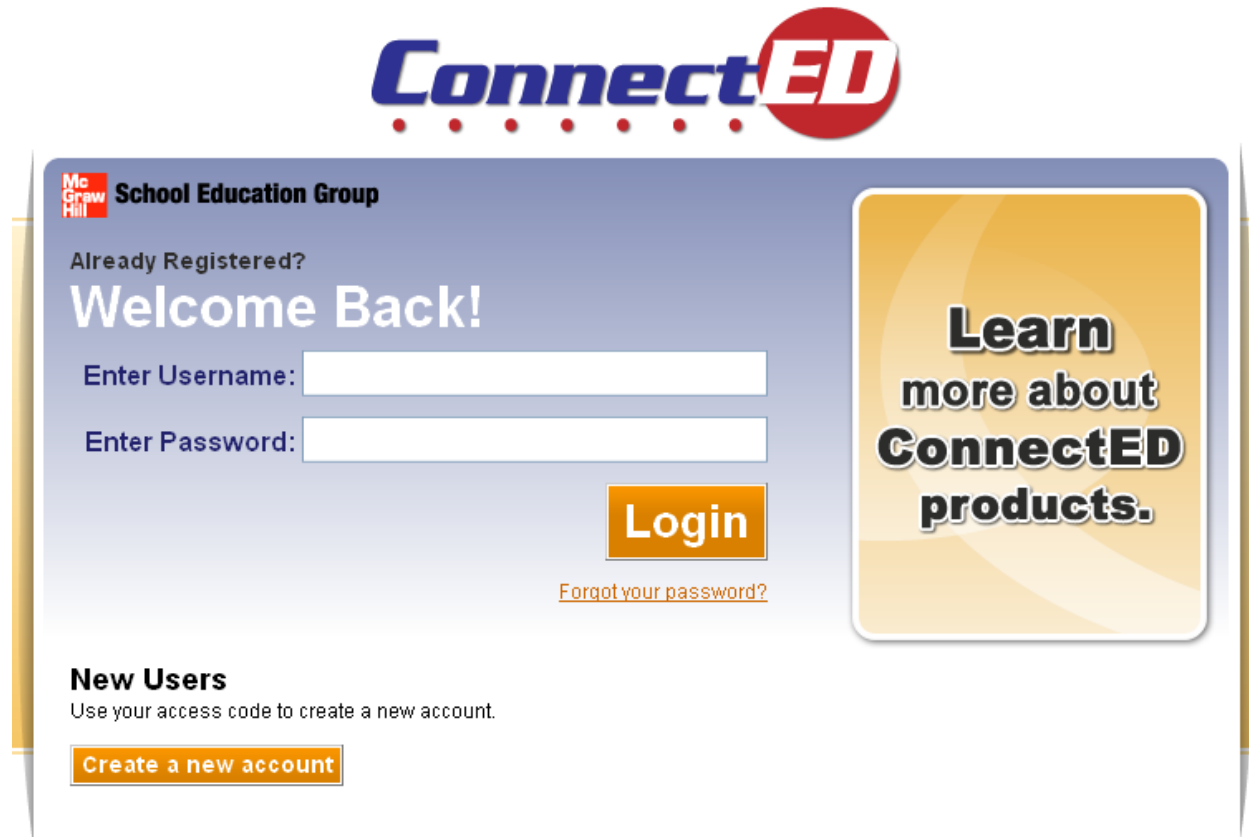 ConnectED
Mc
Graw
Hill
School Education Group
Already Registered?
Welcome Back!
Enter Username:
Enter Password:
Login
Forgot your password?
Learn
more about
ConnectED
products.
New Users
Use your access code to create a new account.
Create a new account